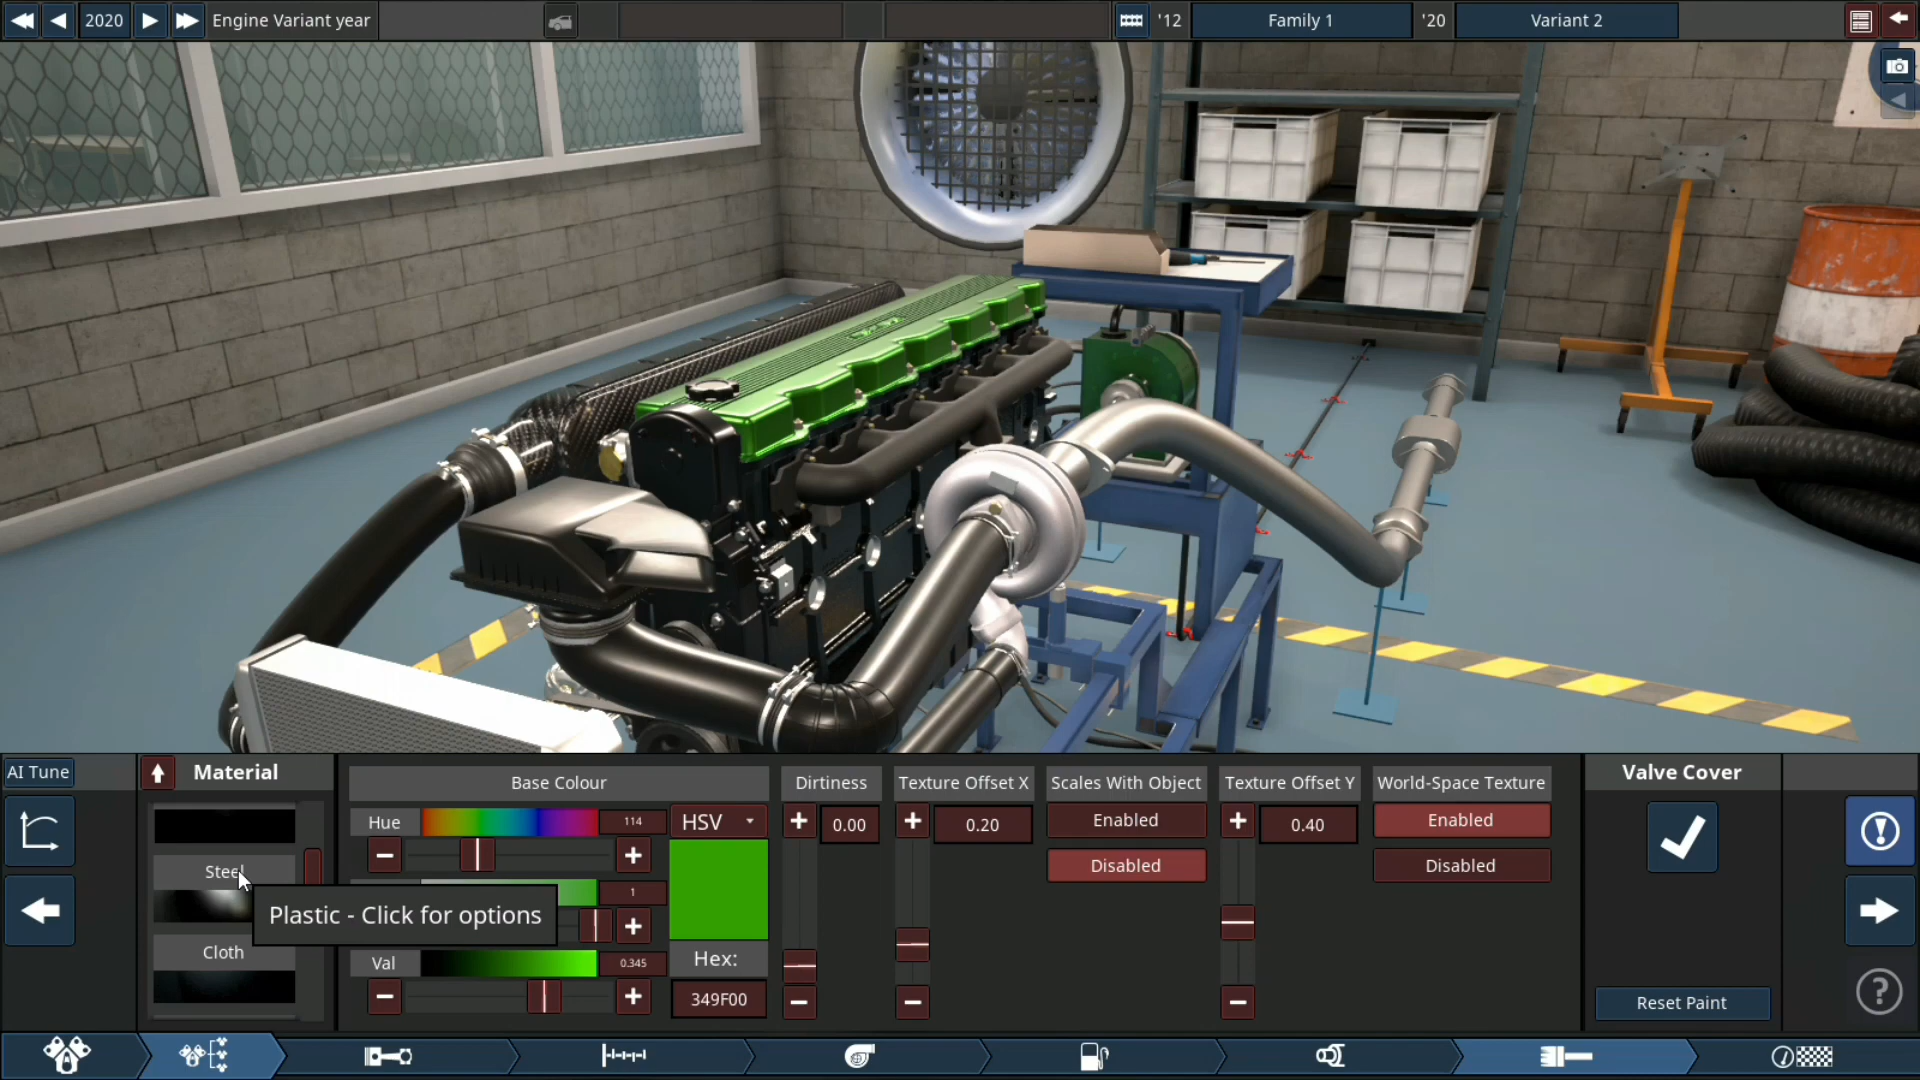 2020 Engine Variant year '12 Family 1 '20 Variant 2
AI Tune
Material
Steel
Cloth
Plastic - Click for options
Base Colour
Hue 114 HSV
1
Val 0.345
Hex:
349F00
Dirtiness
0.00
Texture Offset X
0.20
Scales With Object
Enabled
Disabled
Texture Offset Y
0.40
World-Space Texture
Enabled
Disabled
Valve Cover
Reset Paint